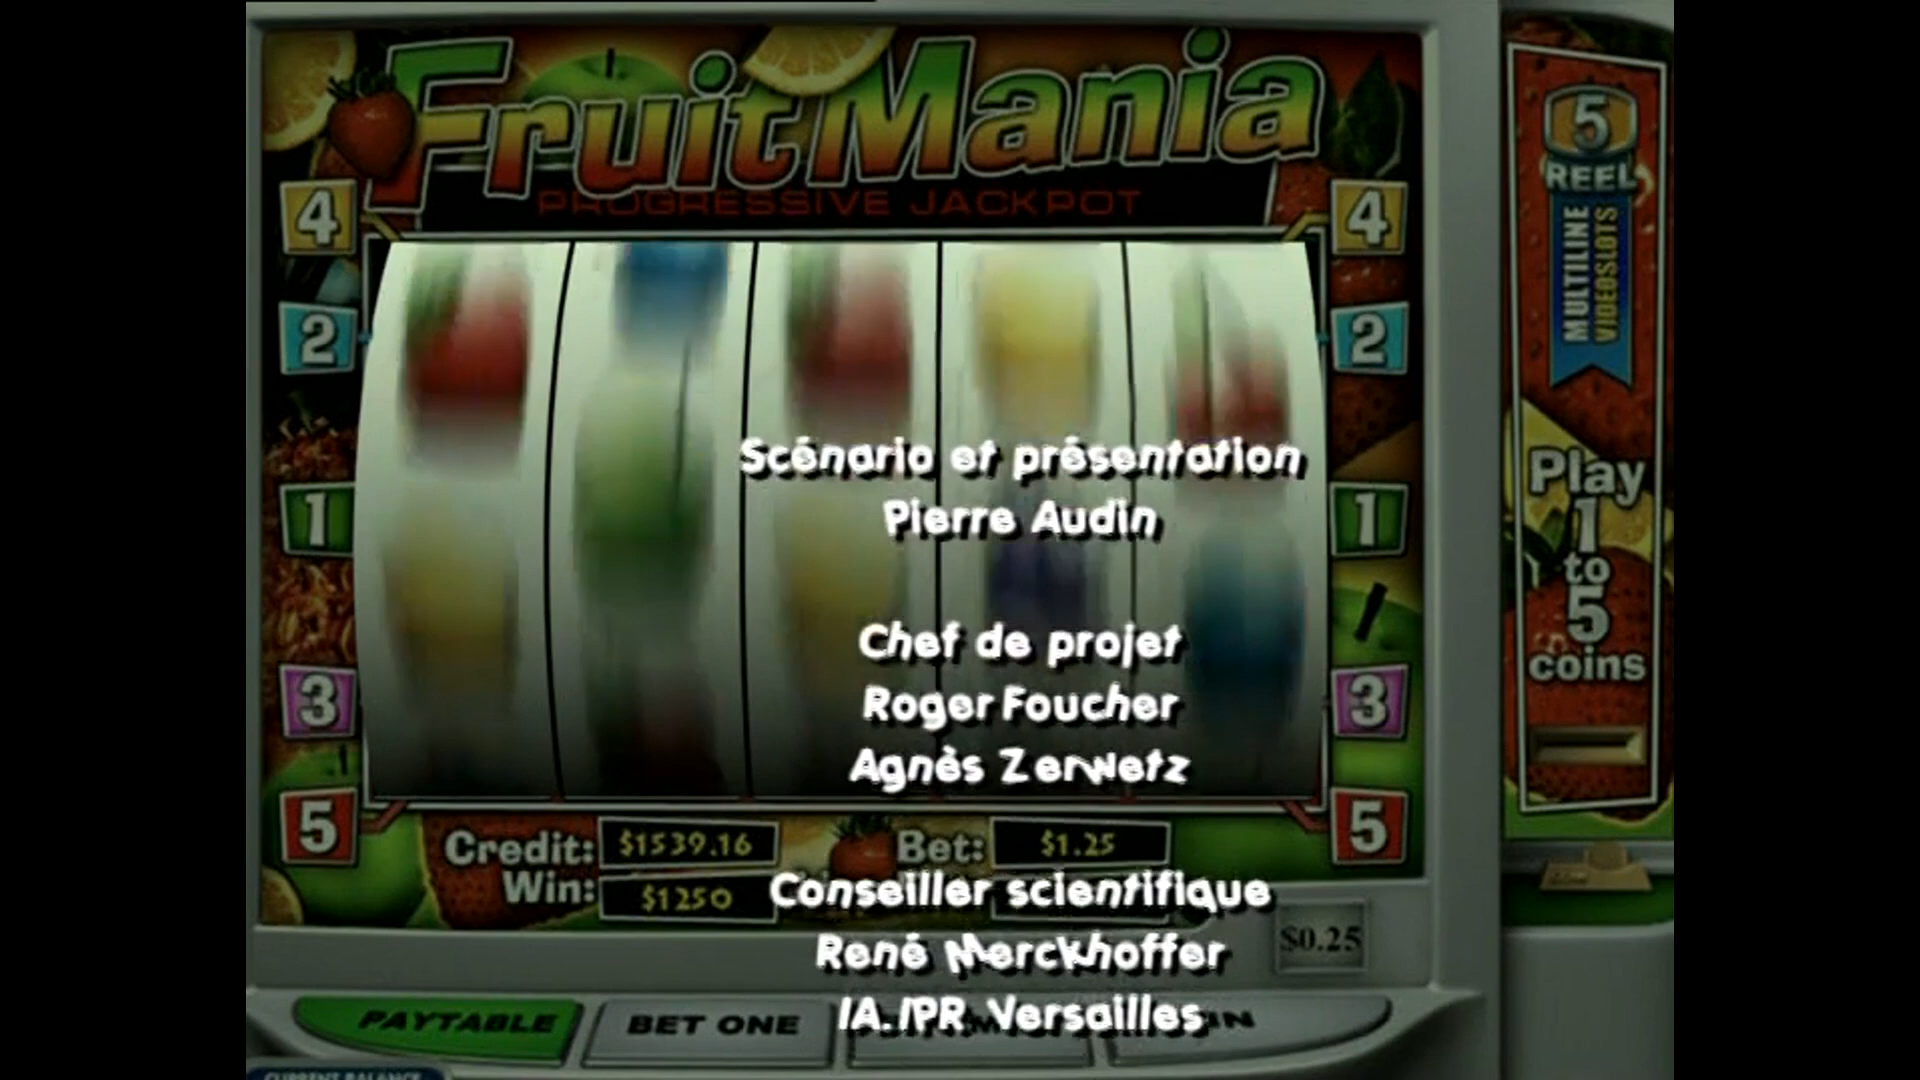 FruitMania
PROGRESSIVE JACKPOT
4
4
2
2
1
1
3
3
5
5
5
REEL
MULTILINE
VIDEOSLOTS
Play
1
to
5
coins
Scénario et présentation
Pierre Audin
Chef de projet
Roger Foucher
Agnès Zerwetz
Credit: $1539.16
Bet: $1.25
Win: $1250
Conseiller scientifique
René Merckhoffer
IA.IPR Versailles
$0.25
PAYTABLE
BET ONE
CURRENT BALANCE